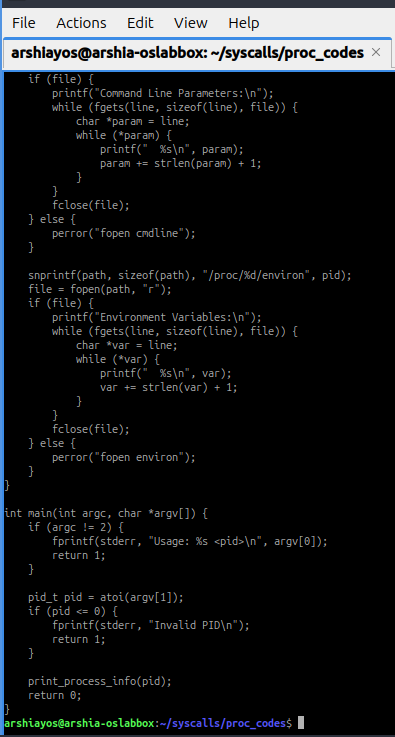 File Actions Edit View Help
arshiayos@arshia-oslabbox: ~/syscalls/proc_codes ×
    if (file) {
        printf("Command Line Parameters:\n");
        while (fgets(line, sizeof(line), file)) {
            char *param = line;
            while (*param) {
                printf("  %s\n", param);
                param += strlen(param) + 1;
            }
        }
        fclose(file);
    } else {
        perror("fopen cmdline");
    }

    snprintf(path, sizeof(path), "/proc/%d/environ", pid);
    file = fopen(path, "r");
    if (file) {
        printf("Environment Variables:\n");
        while (fgets(line, sizeof(line), file)) {
            char *var = line;
            while (*var) {
                printf("  %s\n", var);
                var += strlen(var) + 1;
            }
        }
        fclose(file);
    } else {
        perror("fopen environ");
    }
}

int main(int argc, char *argv[]) {
    if (argc != 2) {
        fprintf(stderr, "Usage: %s <pid>\n", argv[0]);
        return 1;
    }

    pid_t pid = atoi(argv[1]);
    if (pid <= 0) {
        fprintf(stderr, "Invalid PID\n");
        return 1;
    }

    print_process_info(pid);
    return 0;
}
arshiayos@arshia-oslabbox:~/syscalls/proc_codes$